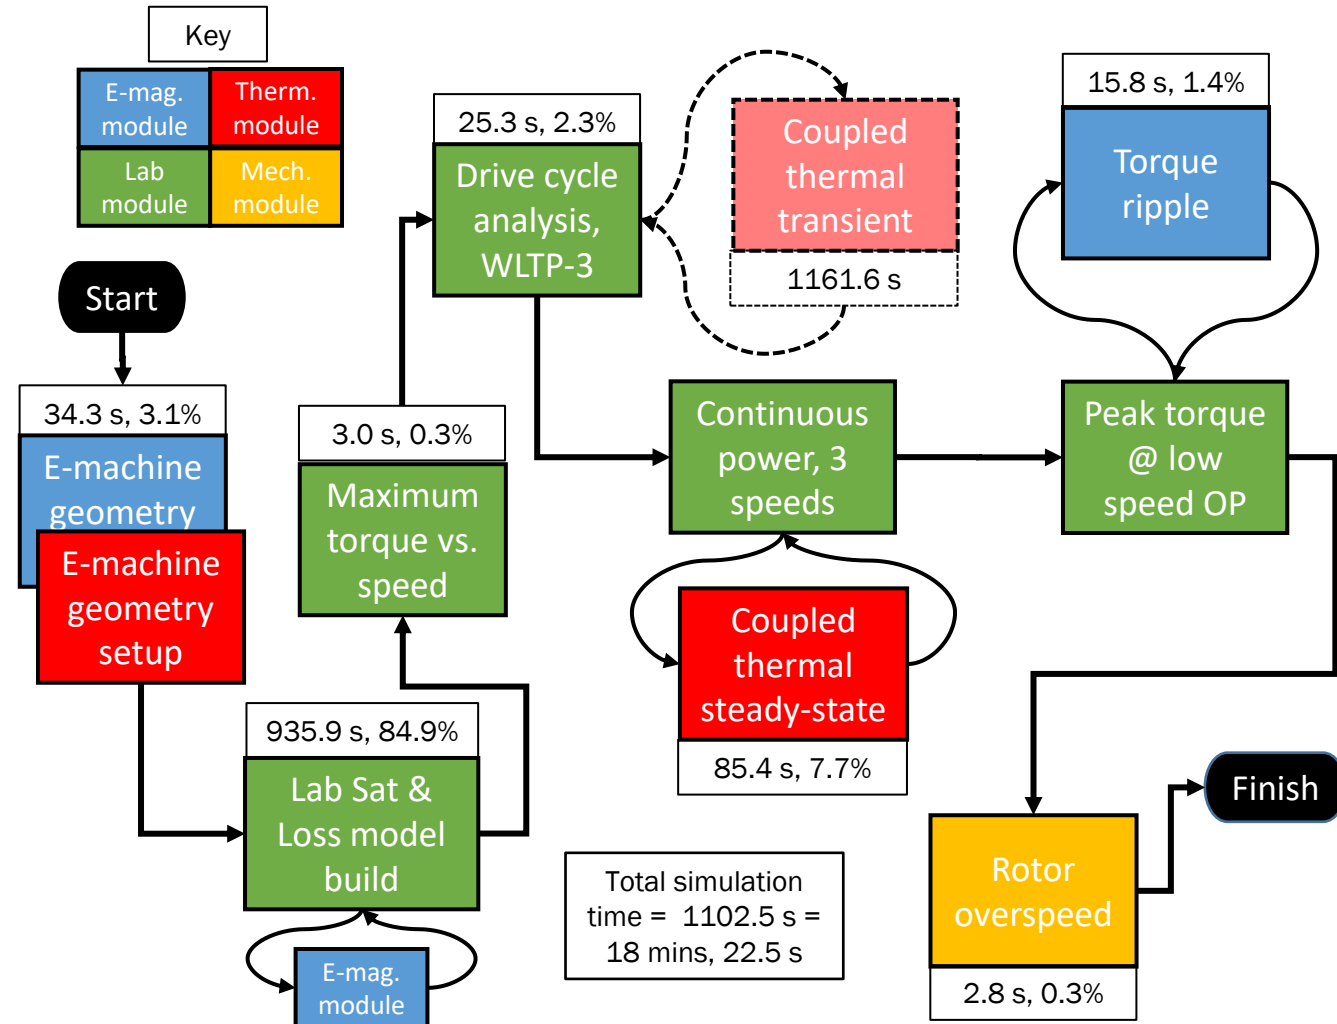 Key
E-mag.
module
Therm.
module
Lab
module
Mech.
module
Start
34.3 s, 3.1%
E-machine
geometry
E-machine
geometry
setup
935.9 s, 84.9%
Lab Sat &
Loss model
build
E-mag.
module
3.0 s, 0.3%
Maximum
torque vs.
speed
25.3 s, 2.3%
Drive cycle
analysis,
WLTP-3
Coupled
thermal
transient
1161.6 s
Continuous
power, 3
speeds
Coupled
thermal
steady-state
85.4 s, 7.7%
15.8 s, 1.4%
Torque
ripple
Peak torque
@ low
speed OP
Rotor
overspeed
2.8 s, 0.3%
Finish
Total simulation
time = 1102.5 s =
18 mins, 22.5 s